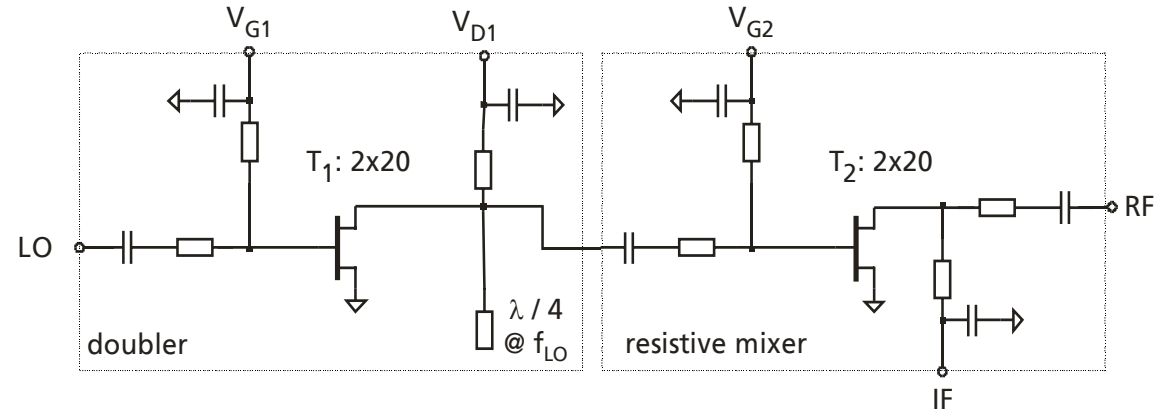 V_G1
V_D1
V_G2
T_1: 2x20
T_2: 2x20
RF
LO
λ / 4
@ f_LO
doubler
resistive mixer
IF